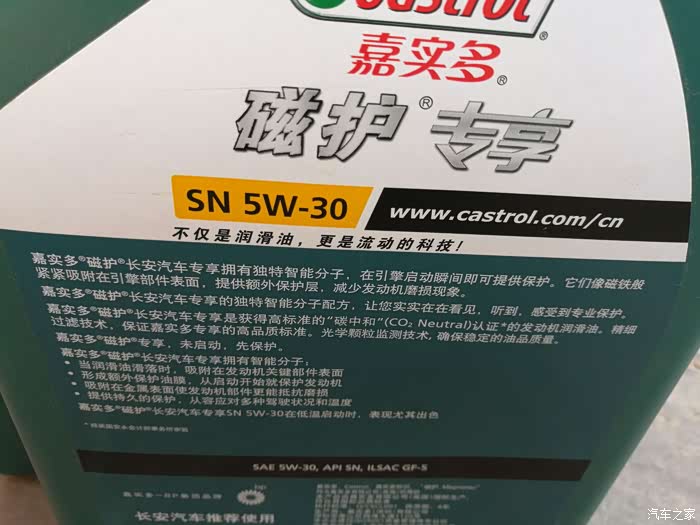 Castrol®
嘉实多®
磁护®专享
SN 5W-30
www.castrol.com/cn
不仅是润滑油，更是流动的科技！
嘉实多®磁护®长安汽车专享拥有独特智能分子，在引擎启动瞬间即可提供保护。它们像磁铁般
紧紧吸附在引擎部件表面，提供额外保护层，减少发动机磨损现象。
嘉实多®磁护®长安汽车专享的独特智能分子配方，让您实实在在看见，听到，感受到专业保护。
嘉实多®磁护®长安汽车专享是获得高标准的“碳中和”(CO₂ Neutral)认证*的发动机润滑油。精细
过滤技术，保证嘉实多专享的高品质标准。光学颗粒监测技术，确保稳定的油品质量。
嘉实多®磁护®专享，未启动，先保护。
嘉实多®磁护®长安汽车专享拥有智能分子：
• 当润滑油滑落时，吸附在发动机关键部件表面
• 形成额外保护油膜，从启动开始就保护发动机
• 吸附在金属表面使发动机部件更能抵抗磨损
• 提供持久的保护，从容应对多种驾驶状况和温度
嘉实多®磁护®长安汽车专享SN 5W-30在低温启动时，表现尤其出色
SAE 5W-30, API SN, ILSAC GF-5
嘉实多-BP集团品牌
bp
长安汽车推荐使用
汽车之家